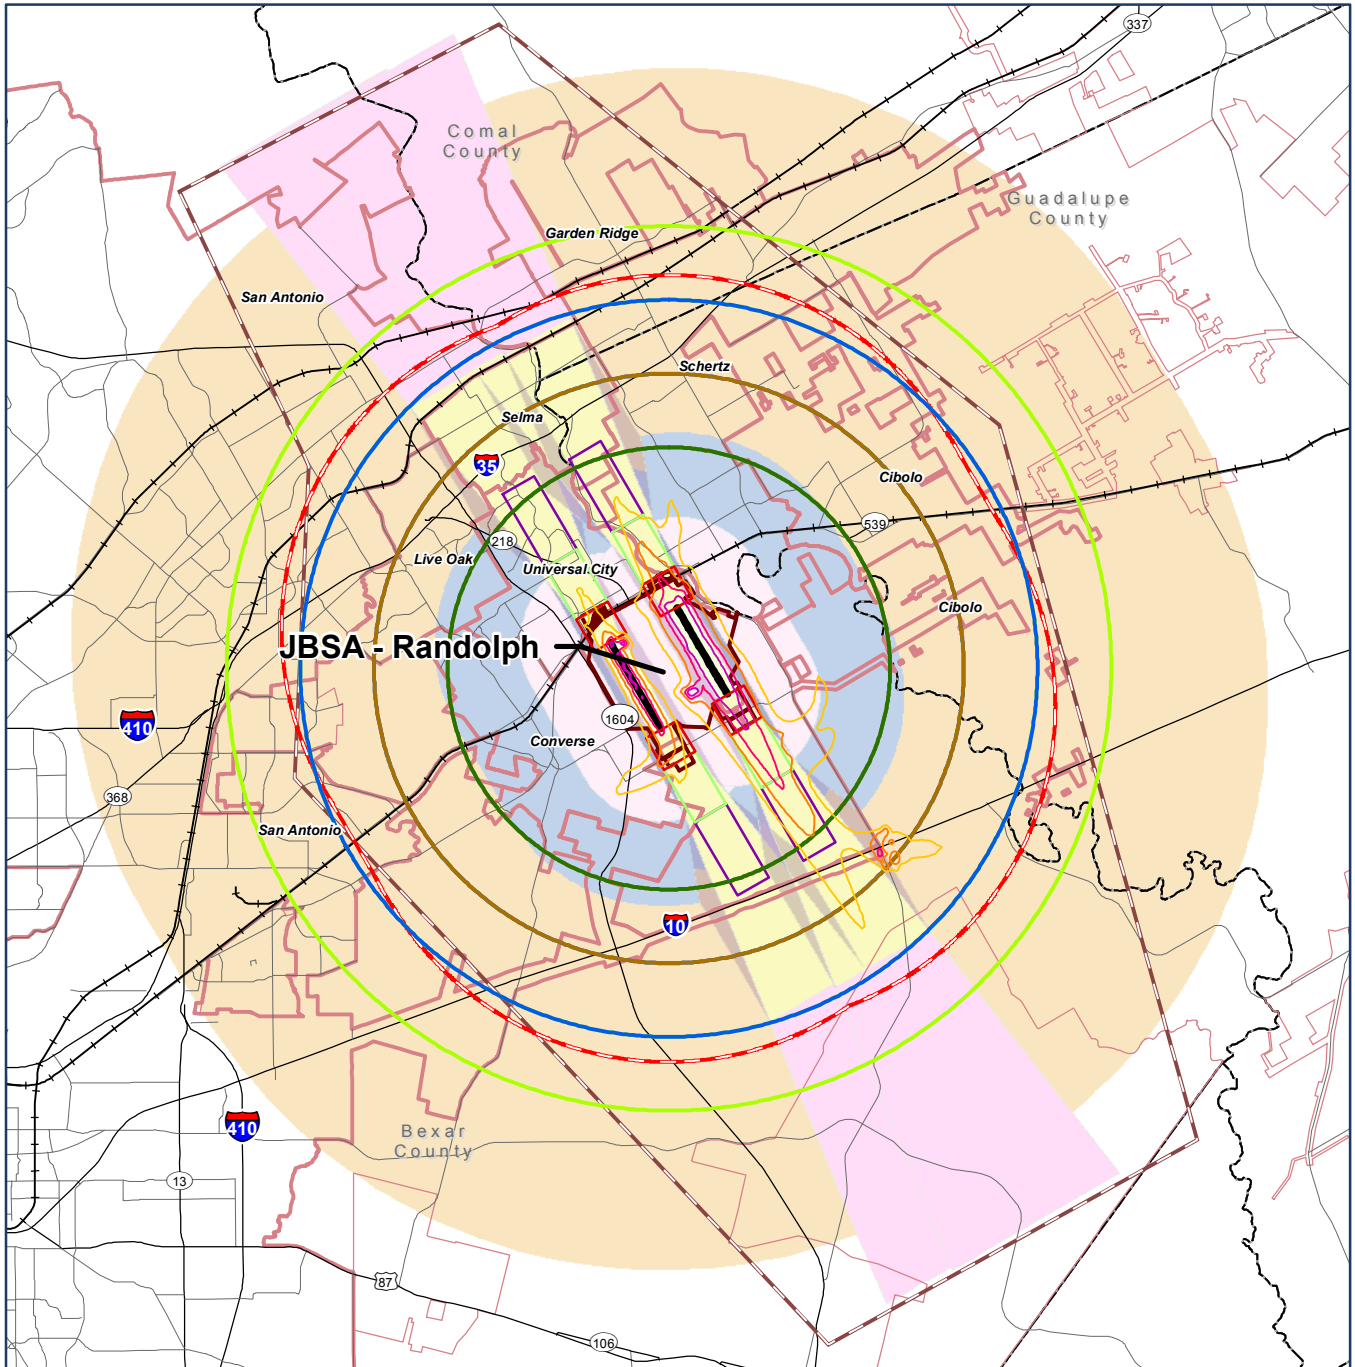 337
Comal
County
Guadalupe
County
Garden Ridge
San Antonio
Schertz
Selma
35
Cibolo
539
218
Live Oak
Universal City
Cibolo
JBSA - Randolph
1604
410
Converse
368
San Antonio
10
410
Bexar
County
13
87
106